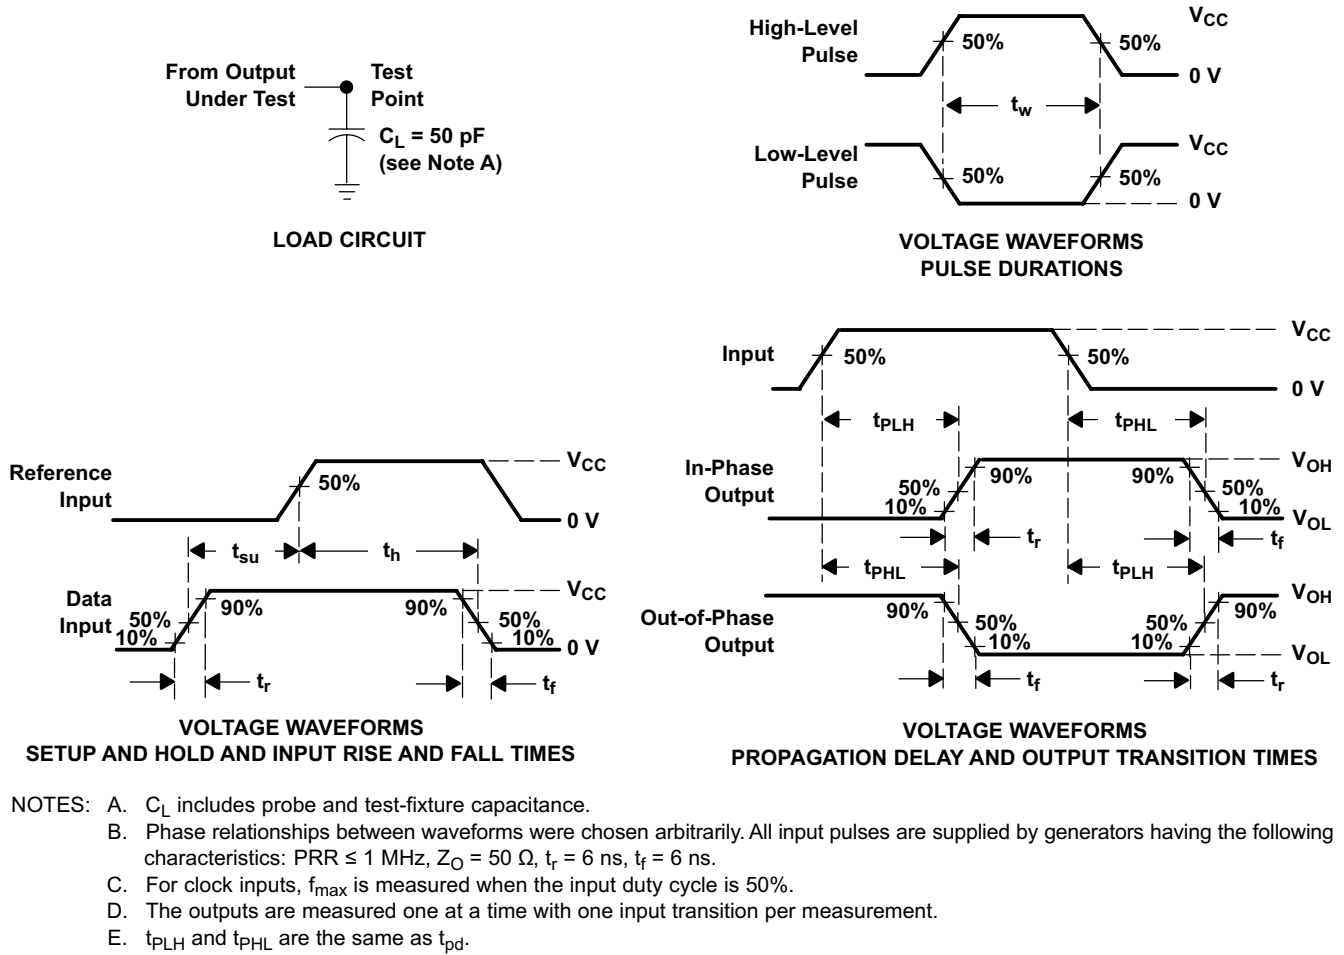 From Output
Under Test
Test
Point
C_L = 50 pF
(see Note A)
LOAD CIRCUIT
High-Level
Pulse
50%
50%
V_CC
0 V
t_w
Low-Level
Pulse
50%
50%
V_CC
0 V
VOLTAGE WAVEFORMS
PULSE DURATIONS
Reference
Input
50%
V_CC
0 V
t_su
t_h
Data
Input
50%
10%
90%
90%
50%
10%
V_CC
0 V
t_r
t_f
VOLTAGE WAVEFORMS
SETUP AND HOLD AND INPUT RISE AND FALL TIMES
Input
50%
50%
V_CC
0 V
t_PLH
t_PHL
In-Phase
Output
50%
10%
90%
90%
50%
10%
V_OH
V_OL
t_r
t_f
t_PHL
t_PLH
Out-of-Phase
Output
90%
50%
10%
50%
10%
90%
V_OH
V_OL
t_f
t_r
VOLTAGE WAVEFORMS
PROPAGATION DELAY AND OUTPUT TRANSITION TIMES
NOTES: A. C_L includes probe and test-fixture capacitance.
B. Phase relationships between waveforms were chosen arbitrarily. All input pulses are supplied by generators having the following
characteristics: PRR ≤ 1 MHz, Z_O = 50 Ω, t_r = 6 ns, t_f = 6 ns.
C. For clock inputs, f_max is measured when the input duty cycle is 50%.
D. The outputs are measured one at a time with one input transition per measurement.
E. t_PLH and t_PHL are the same as t_pd.